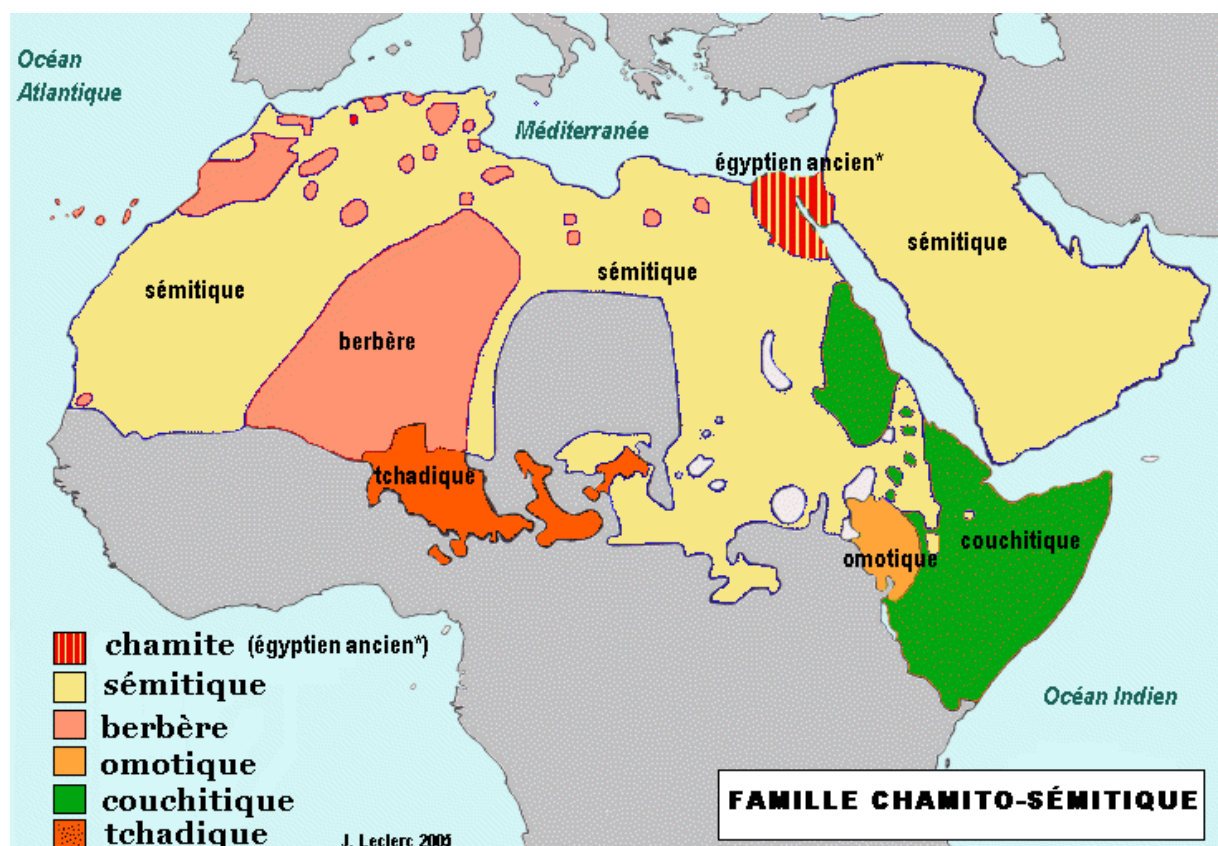 Océan
Atlantique
Méditerranée
égyptien ancien*
sémitique
sémitique
sémitique
berbère
tchadique
omotique
couchitique
Océan Indien
chamite (égyptien ancien*)
sémitique
berbère
omotique
couchitique
tchadique
J. Leclerc 2005
FAMILLE CHAMITO-SÉMITIQUE